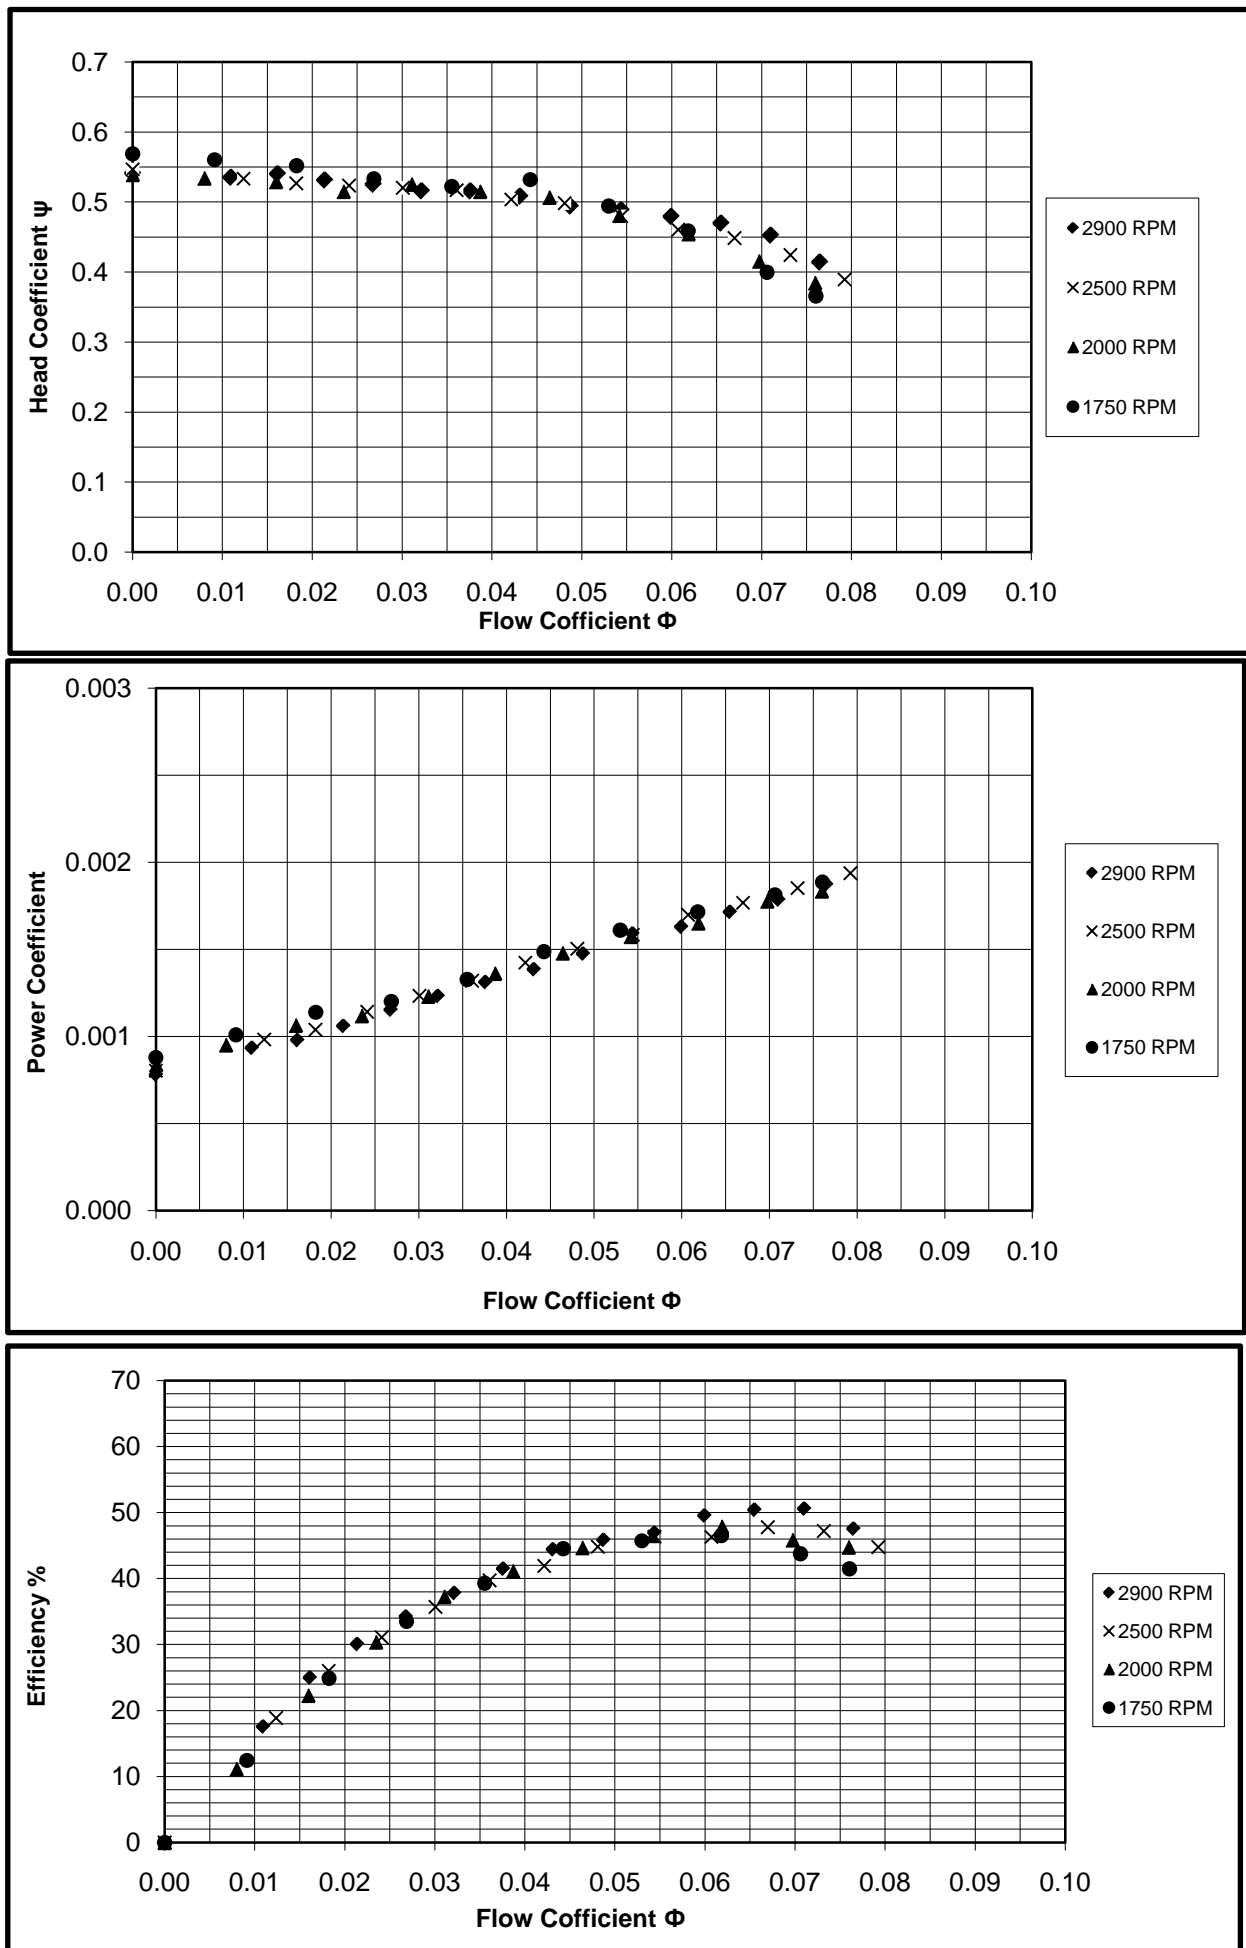 0.7
0.6
0.5
0.4
0.3
0.2
0.1
0.0
Head Coefficient ψ
0.00 0.01 0.02 0.03 0.04 0.05 0.06 0.07 0.08 0.09 0.10
Flow Cofficient Φ
2900 RPM
2500 RPM
2000 RPM
1750 RPM
0.003
0.002
0.001
0.000
Power Coefficient
0.00 0.01 0.02 0.03 0.04 0.05 0.06 0.07 0.08 0.09 0.10
Flow Cofficient Φ
2900 RPM
2500 RPM
2000 RPM
1750 RPM
70
60
50
40
30
20
10
0
Efficiency %
0.00 0.01 0.02 0.03 0.04 0.05 0.06 0.07 0.08 0.09 0.10
Flow Cofficient Φ
2900 RPM
2500 RPM
2000 RPM
1750 RPM